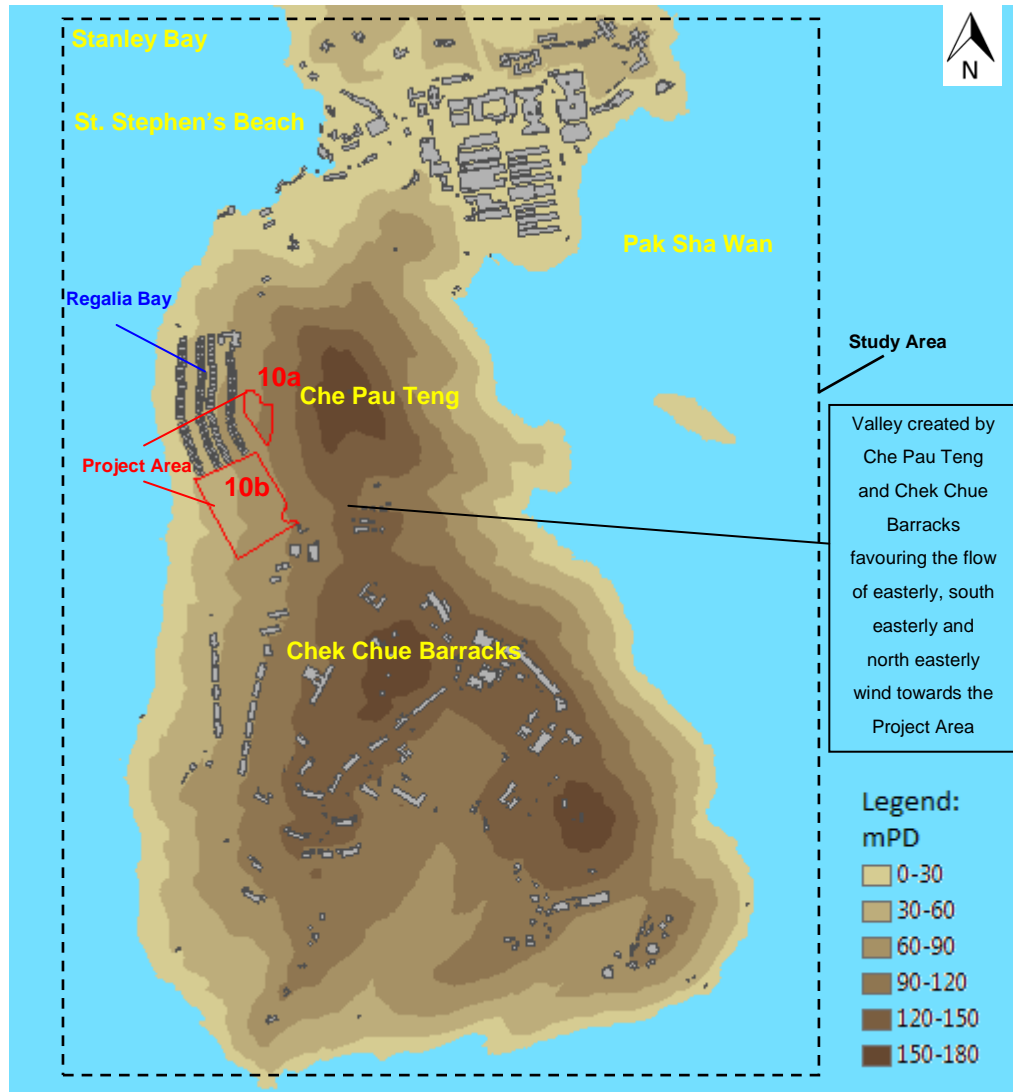 Stanley Bay
N
St. Stephen's Beach
Pak Sha Wan
Regalia Bay
Study Area
10a
Che Pau Teng
Project Area
10b
Valley created by
Che Pau Teng
and Chek Chue
Barracks
favouring the flow
of easterly, south
easterly and
north easterly
wind towards the
Project Area
Chek Chue Barracks
Legend:
mPD
0-30
30-60
60-90
90-120
120-150
150-180